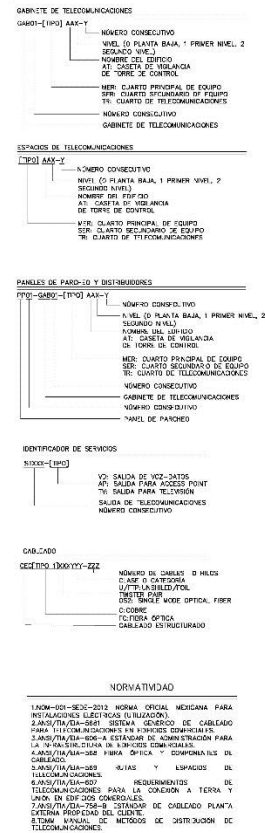 GABINETE DE TELECOMUNICACIONES
GAB01-[TIPO] AAX-Y
NÚMERO CONSECUTIVO
NIVEL (0 PLANTA BAJA, 1 PRIMER NIVEL, 2
SEGUNDO NIVEL)
NOMBRE DEL EDIFICIO
AT: CASETA DE VIGILANCIA
DE TORRE DE CONTROL
MER: CUARTO PRINCIPAL DE EQUIPO
SER: CUARTO SECUNDARIO DE EQUIPO
TR: CUARTO DE TELECOMUNICACIONES
NÚMERO CONSECUTIVO
GABINETE DE TELECOMUNICACIONES
ESPACIOS DE TELECOMUNICACIONES
[TIPO] AAX-Y
NÚMERO CONSECUTIVO
NIVEL (0 PLANTA BAJA, 1 PRIMER NIVEL, 2
SEGUNDO NIVEL)
NOMBRE DEL EDIFICIO
AT: CASETA DE VIGILANCIA
DE TORRE DE CONTROL
MER: CUARTO PRINCIPAL DE EQUIPO
SER: CUARTO SECUNDARIO DE EQUIPO
TR: CUARTO DE TELECOMUNICACIONES
PANELES DE PARCHEO Y DISTRIBUIDORES
PP01-GAB01-[TIPO] AAX-Y
NÚMERO CONSECUTIVO
NIVEL (0 PLANTA BAJA, 1 PRIMER NIVEL, 2
SEGUNDO NIVEL)
NOMBRE DEL EDIFICIO
AT: CASETA DE VIGILANCIA
DE TORRE DE CONTROL
MER: CUARTO PRINCIPAL DE EQUIPO
SER: CUARTO SECUNDARIO DE EQUIPO
TR: CUARTO DE TELECOMUNICACIONES
NÚMERO CONSECUTIVO
GABINETE DE TELECOMUNICACIONES
NÚMERO CONSECUTIVO
PANEL DE PARCHEO
IDENTIFICADOR DE SERVICIOS
STXXX-[TIPO]
VD: SALIDA DE VOZ-DATOS
AP: SALIDA PARA ACCESS POINT
TV: SALIDA PARA TELEVISIÓN
SALIDA DE TELECOMUNICACIONES
NÚMERO CONSECUTIVO
CABLEADO
NÚMERO DE CABLES O HILOS
CLASE O CATEGORÍA
U/FTP:UNSHILED/FOIL
TWISTER PAIR
OS2: SINGLE MODE OPTICAL FIBER
C:COBRE
FC:FIBRA ÓPTICA
CABLEADO ESTRUCTURADO
NORMATIVIDAD
1.NOM-001-SEDE-2012 NORMA OFICIAL MEXICANA PARA
INSTALACIONES ELÉCTRICAS (UTILIZACIÓN).
2.ANSI/TIA/EIA-5681 SISTEMA GENÉRICO DE CABLEADO
PARA TELECOMUNICACIONES EN EDIFICIOS COMERCIALES.
3.ANSI/TIA/EIA-606-A ESTÁNDAR DE ADMINISTRACIÓN PARA
LA INFRAESTRUCTURA DE EDIFICIOS COMERCIALES.
4.ANSI/TIA/EIA-568 FIBRA ÓPTICA Y COMPONENTES DE
CABLEADO.
5.ANSI/TIA/EIA-569 RUTAS Y ESPACIOS DE
TELECOMUNICACIONES.
6.ANSI/TIA/EIA-607 REQUERIMIENTOS DE
TELECOMUNICACIONES PARA LA CONEXIÓN A TIERRA Y
UNIÓN EN EDIFICIOS COMERCIALES.
7.ANSI/TIA/EIA-758-B ESTÁNDAR DE CABLEADO PLANTA
EXTERNA PROPIEDAD DEL CLIENTE.
8.TDMM MANUAL DE METODOS DE DISTRIBUCIÓN DE
TELECOMUNICACIONES.